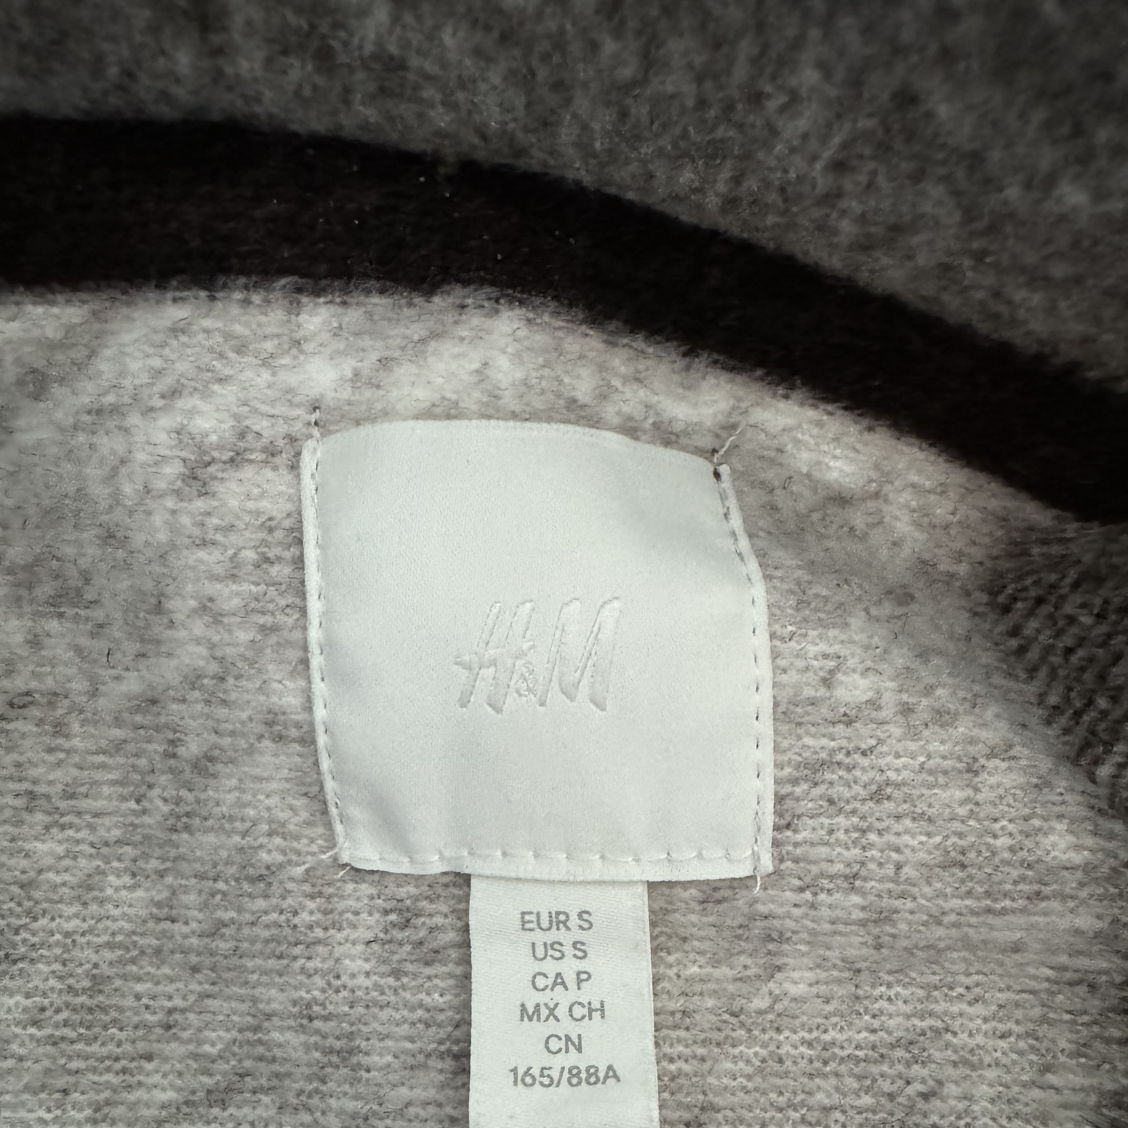 H&M
EUR S
US S
CA P
MX CH
CN
165/88A